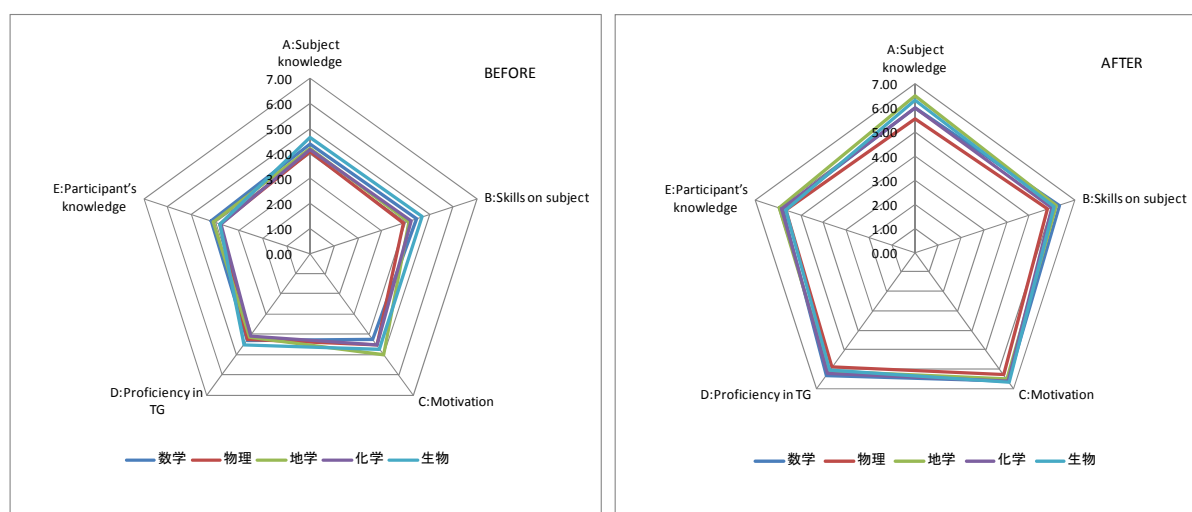 A:Subject
knowledge
BEFORE
7.00
6.00
5.00
4.00
3.00
2.00
1.00
0.00
E:Participant's
knowledge
B:Skills on subject
D:Proficiency in
TG
C:Motivation
数学 物理 地学 化学 生物
A:Subject
knowledge
AFTER
7.00
6.00
5.00
4.00
3.00
2.00
1.00
0.00
E:Participant's
knowledge
B:Skills on subject
D:Proficiency in TG
C:Motivation
数学 物理 地学 化学 生物